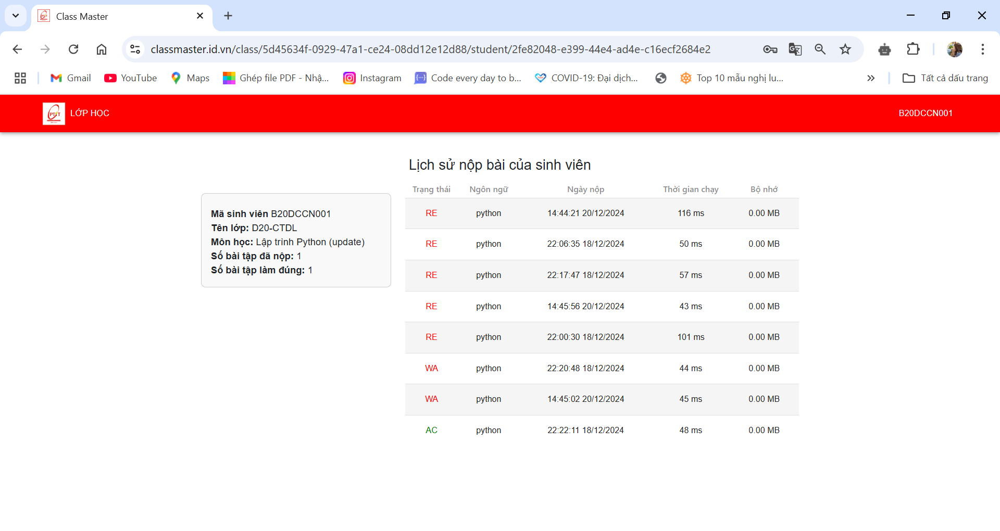 Class Master
classmaster.id.vn/class/5d45634f-0929-47a1-ce24-08dd12e12d88/student/2fe82048-e399-44e4-ad4e-c16ecf2684e2
Gmail YouTube Maps Ghép file PDF - Nhậ... Instagram Code every day to b... COVID-19: Đại dịch... Top 10 mẫu nghị lu... Tất cả dấu trang
PTIT LỚP HỌC B20DCCN001
Lịch sử nộp bài của sinh viên
Mã sinh viên B20DCCN001
Tên lớp: D20-CTDL
Môn học: Lập trình Python (update)
Số bài tập đã nộp: 1
Số bài tập làm đúng: 1
Trạng thái Ngôn ngữ Ngày nộp Thời gian chạy Bộ nhớ
RE python 14:44:21 20/12/2024 116 ms 0.00 MB
RE python 22:06:35 18/12/2024 50 ms 0.00 MB
RE python 22:17:47 18/12/2024 57 ms 0.00 MB
RE python 14:45:56 20/12/2024 43 ms 0.00 MB
RE python 22:00:30 18/12/2024 101 ms 0.00 MB
WA python 22:20:48 18/12/2024 44 ms 0.00 MB
WA python 14:45:02 20/12/2024 45 ms 0.00 MB
AC python 22:22:11 18/12/2024 48 ms 0.00 MB